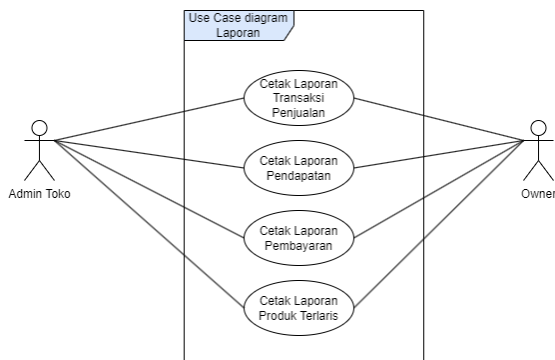 Use Case diagram
Laporan
Cetak Laporan
Transaksi
Penjualan
Cetak Laporan
Pendapatan
Admin Toko
Owner
Cetak Laporan
Pembayaran
Cetak Laporan
Produk Terlaris